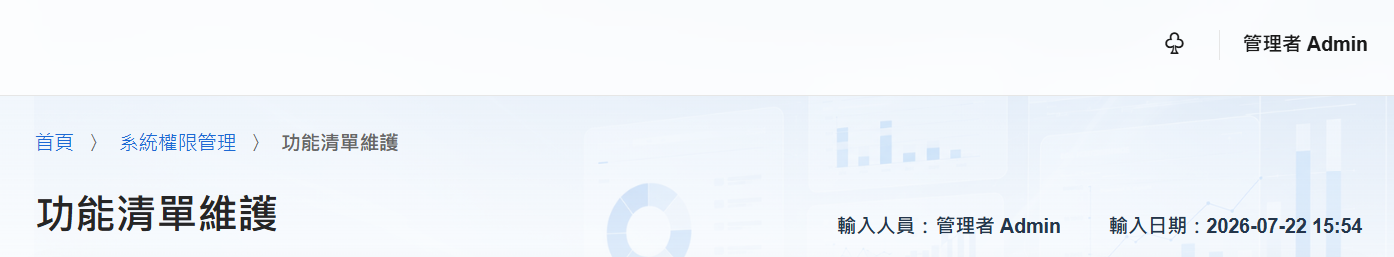 管理者 Admin
首頁 〉 系統權限管理 〉 功能清單維護
功能清單維護
輸入人員：管理者 Admin 輸入日期：2026-07-22 15:54